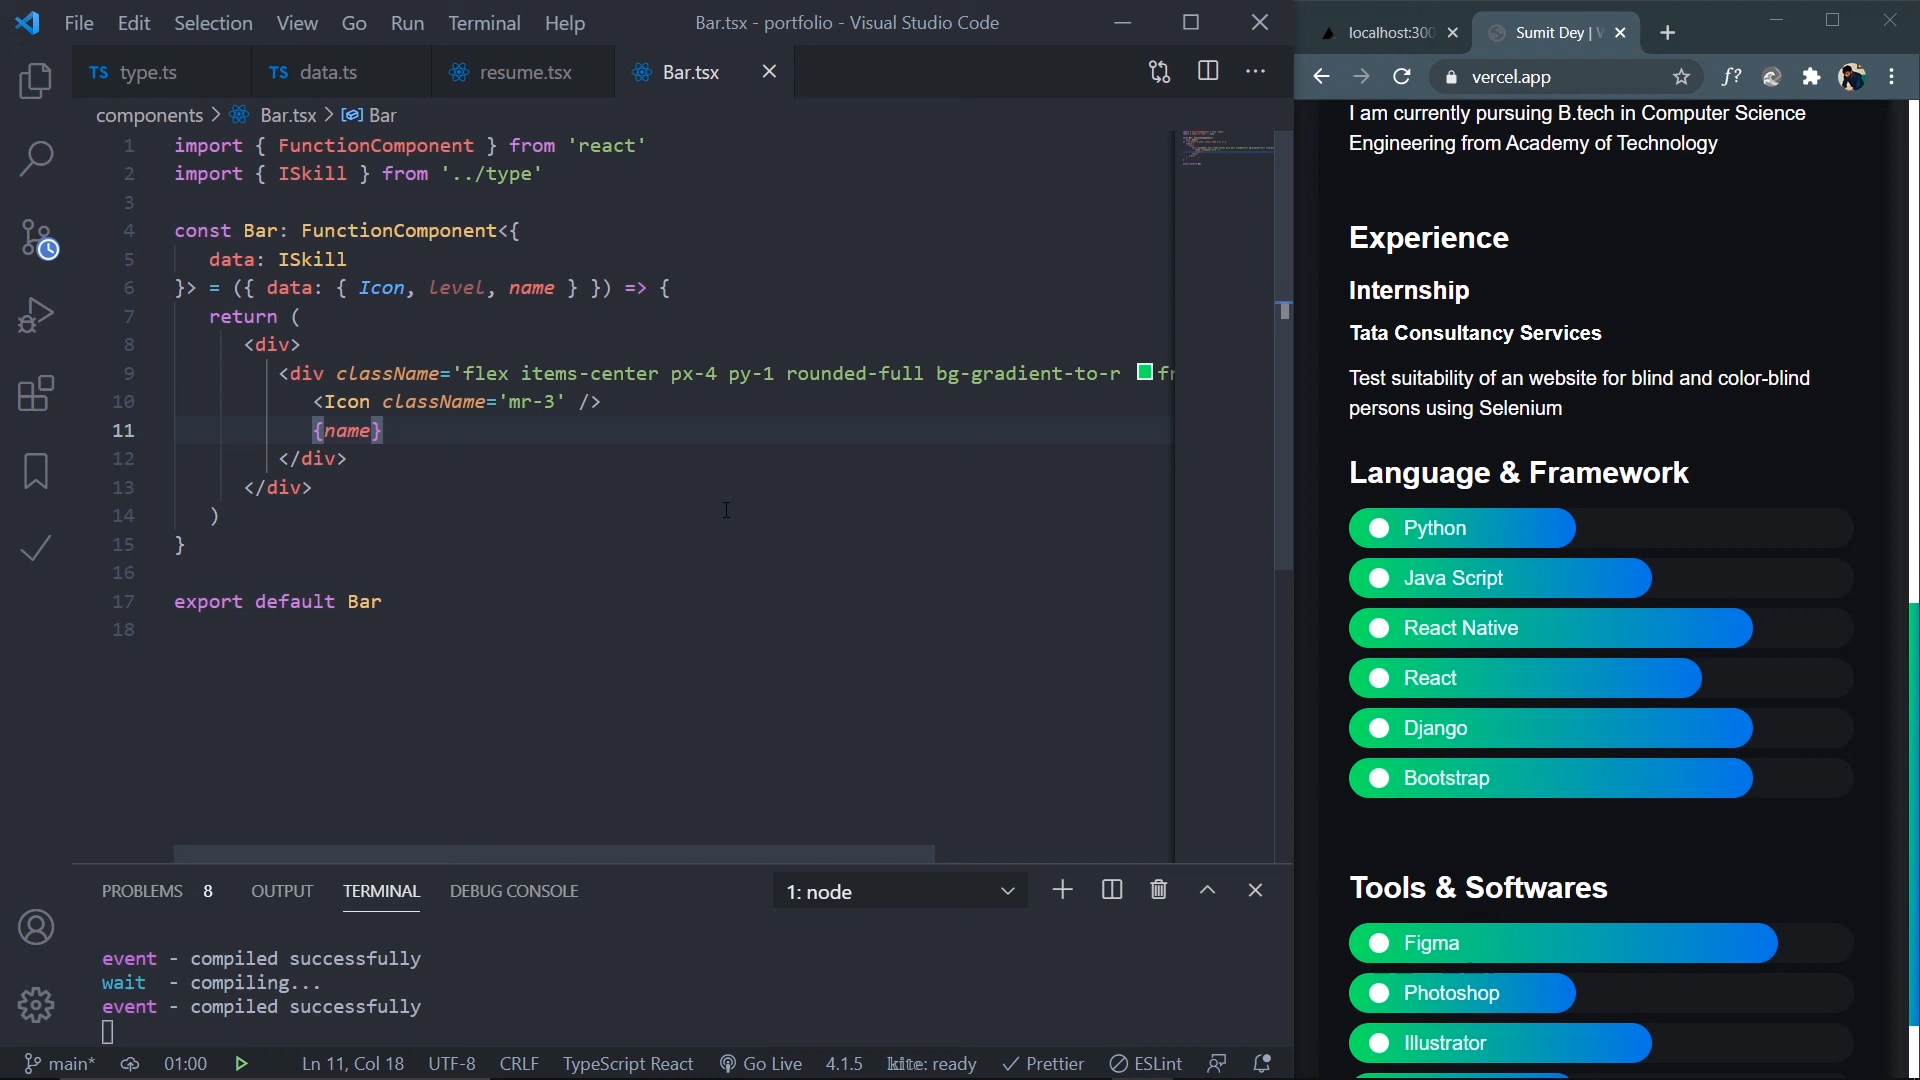 File Edit Selection View Go Run Terminal Help
Bar.tsx - portfolio - Visual Studio Code
TS type.ts
TS data.ts
resume.tsx
Bar.tsx
components > Bar.tsx > Bar
1 import { FunctionComponent } from 'react'
2 import { ISkill } from '../type'
3
4 const Bar: FunctionComponent<{
5 data: ISkill
6 }> = ({ data: { Icon, level, name } }) => {
7 return (
8 <div>
9 <div className='flex items-center px-4 py-1 rounded-full bg-gradient-to-r fr
10 <Icon className='mr-3' />
11 {name}
12 </div>
13 </div>
14 )
15 }
16
17 export default Bar
18
PROBLEMS 8 OUTPUT TERMINAL DEBUG CONSOLE
1: node
event - compiled successfully
wait - compiling...
event - compiled successfully
main* 01:00 Ln 11, Col 18 UTF-8 CRLF TypeScript React Go Live 4.1.5 kite: ready Prettier ESLint
localhost:300
Sumit Dey |
vercel.app
f?
I am currently pursuing B.tech in Computer Science
Engineering from Academy of Technology
Experience
Internship
Tata Consultancy Services
Test suitability of an website for blind and color-blind
persons using Selenium
Language & Framework
Python
Java Script
React Native
React
Django
Bootstrap
Tools & Softwares
Figma
Photoshop
Illustrator